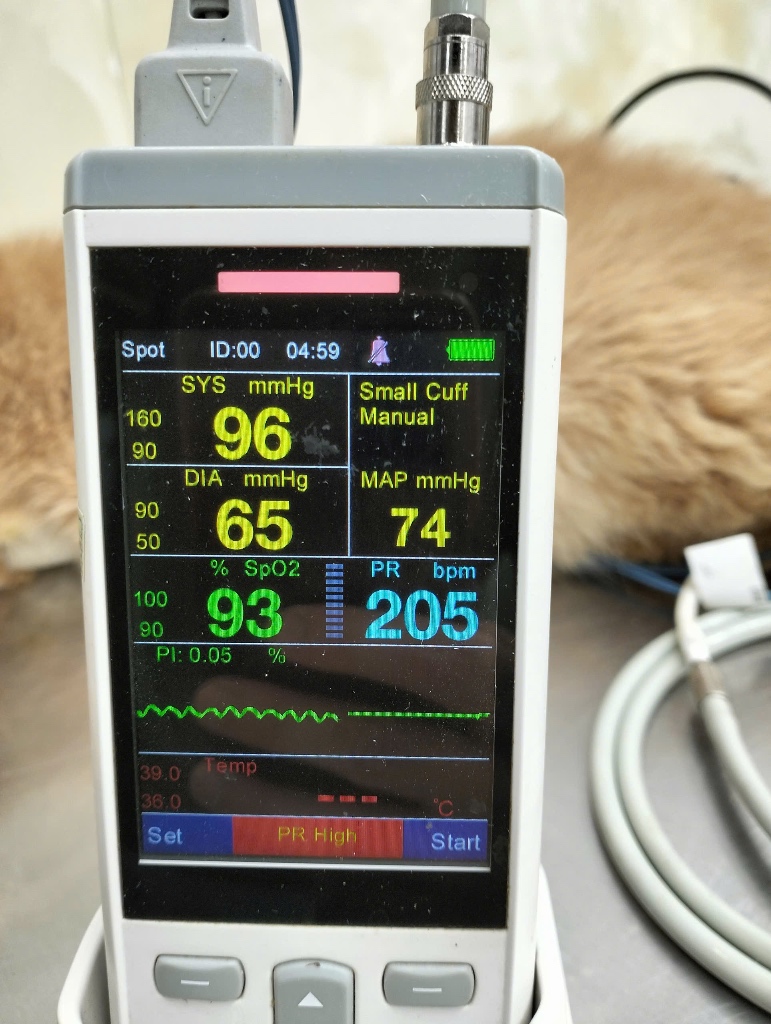 Spot ID:00 04:59
SYS mmHg
160
90
96
Small Cuff
Manual
DIA mmHg
90
50
65
MAP mmHg
74
% SpO2
100
90
93
PR bpm
205
PI: 0.05 %
Temp
39.0
36.0
--- °C
Set PR High Start